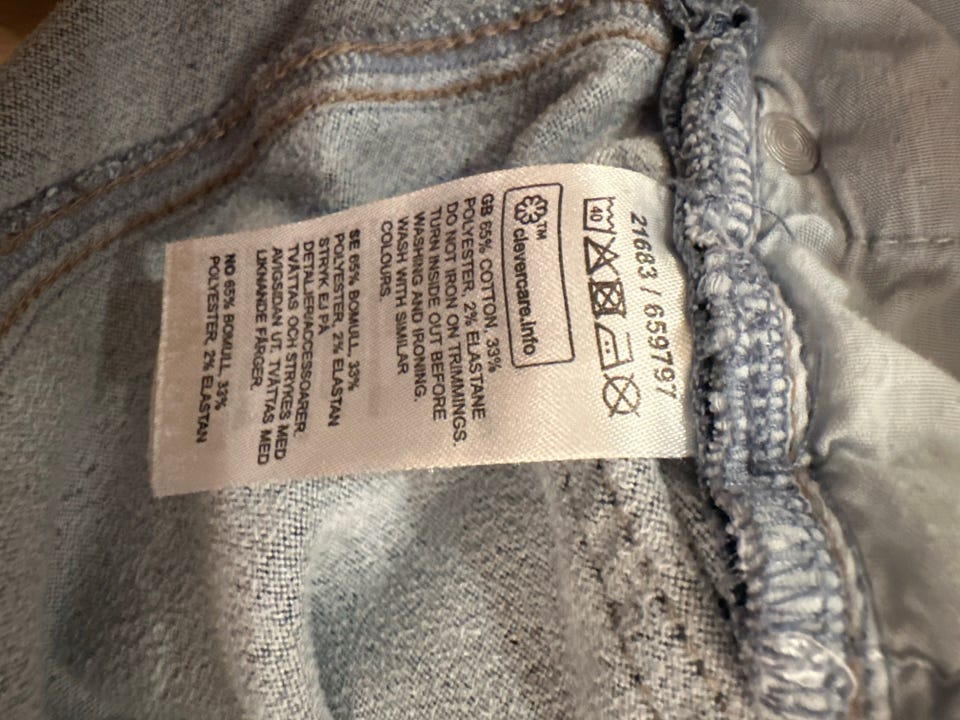 21683 / 659797
40
clevercare.info™
GB 65% COTTON, 33%
POLYESTER, 2% ELASTANE
DO NOT IRON ON TRIMMINGS.
TURN INSIDE OUT BEFORE
WASHING AND IRONING.
WASH WITH SIMILAR
COLOURS.
SE 65% BOMULL, 33%
POLYESTER, 2% ELASTAN
STRYK EJ PÅ
DETALJER/ACCESSOARER.
TVÄTTAS OCH STRYKES MED
AVIGSIDAN UT. TVÄTTAS MED
LIKNANDE FÄRGER.
NO 65% BOMULL, 33%
POLYESTER, 2% ELASTAN